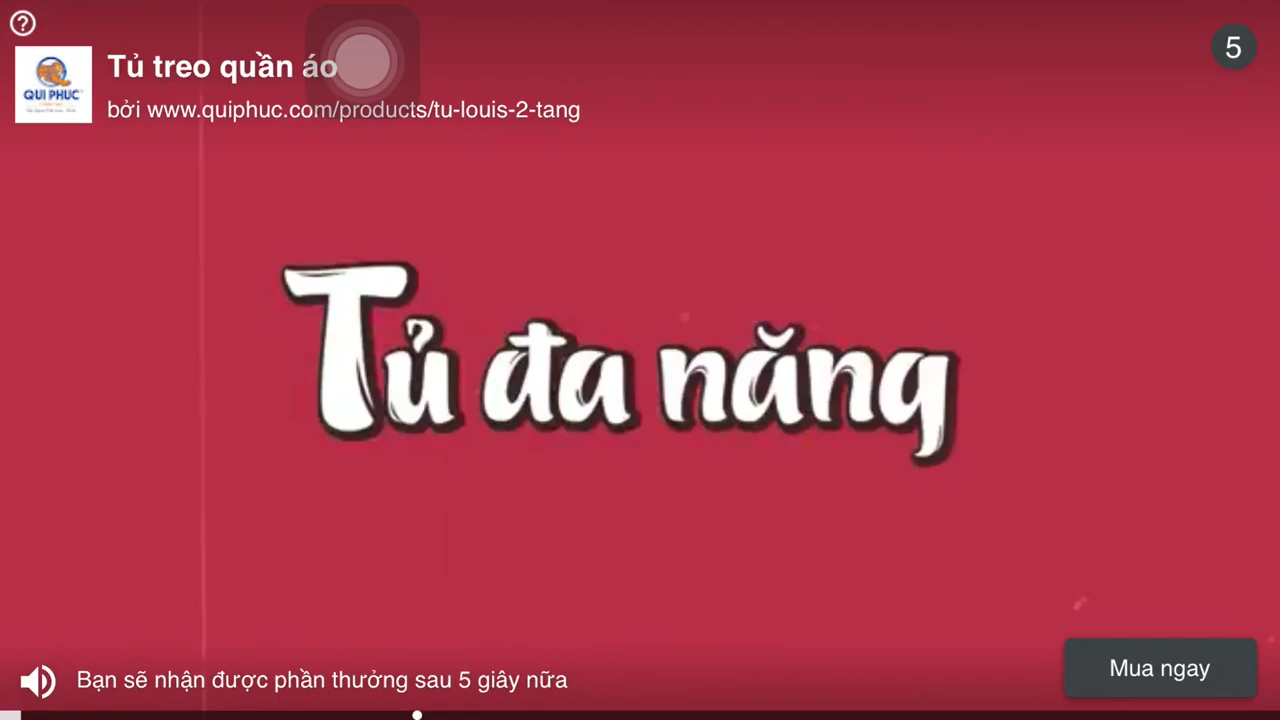 5
Tủ treo quần áo
QUI PHUC
bởi www.quiphuc.com/products/tu-louis-2-tang
Tủ đa năng
Bạn sẽ nhận được phần thưởng sau 5 giây nữa
Mua ngay